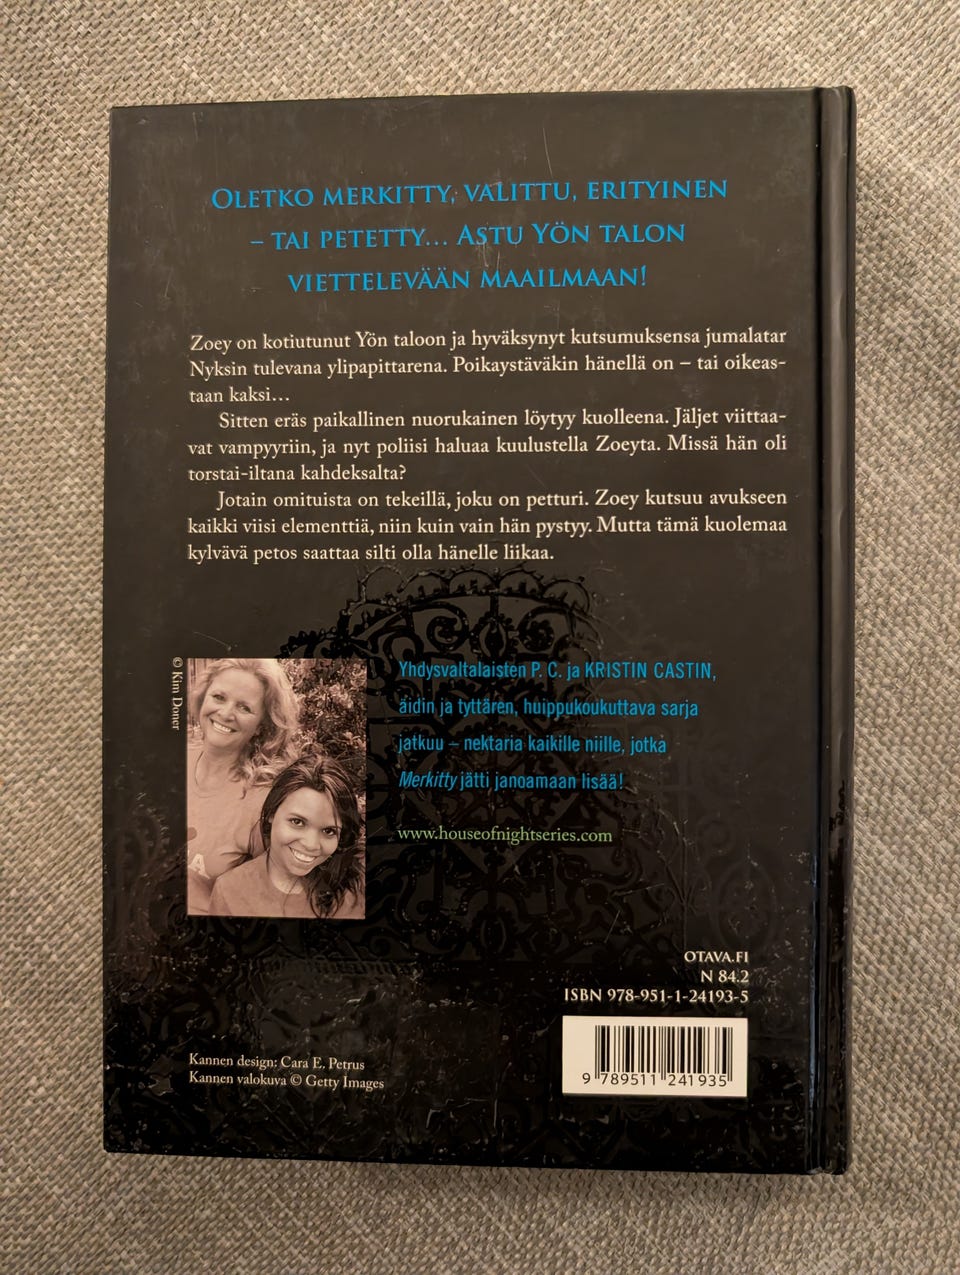 OLETKO MERKITTY, VALITTU, ERITYINEN
– TAI PETETTY... ASTU YÖN TALON
VIETTELEVÄÄN MAAILMAAN!
Zoey on kotiutunut Yön taloon ja hyväksynyt kutsumuksensa jumalatar
Nyksin tulevana ylipapittarena. Poikaystäväkin hänellä on – tai oikeas-
taan kaksi...
Sitten eräs paikallinen nuorukainen löytyy kuolleena. Jäljet viittaa-
vat vampyyriin, ja nyt poliisi haluaa kuulustella Zoeyta. Missä hän oli
torstai-iltana kahdeksalta?
Jotain omituista on tekeillä, joku on petturi. Zoey kutsuu avukseen
kaikki viisi elementtiä, niin kuin vain hän pystyy. Mutta tämä kuolemaa
kylvävä petos saattaa silti olla hänelle liikaa.
© Kim Doner
Yhdysvaltalaisten P. C. ja KRISTIN CASTIN,
äidin ja tyttären, huippukoukuttava sarja
jatkuu – nektaria kaikille niille, jotka
Merkitty jätti janoamaan lisää!
www.houseofnightseries.com
OTAVA.FI
N 84.2
ISBN 978-951-1-24193-5
9 789511 241935
Kannen design: Cara E. Petrus
Kannen valokuva © Getty Images